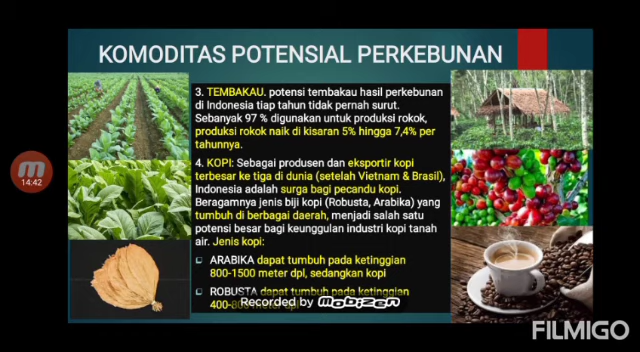 KOMODITAS POTENSIAL PERKEBUNAN
3. TEMBAKAU. potensi tembakau hasil perkebunan
di Indonesia tiap tahun tidak pernah surut.
Sebanyak 97 % digunakan untuk produksi rokok,
produksi rokok naik di kisaran 5% hingga 7,4% per
tahunnya.
4. KOPI: Sebagai produsen dan eksportir kopi
terbesar ke tiga di dunia (setelah Vietnam & Brasil),
Indonesia adalah surga bagi pecandu kopi.
Beragamnya jenis biji kopi (Robusta, Arabika) yang
tumbuh di berbagai daerah, menjadi salah satu
potensi besar bagi keunggulan industri kopi tanah
air. Jenis kopi:
ARABIKA dapat tumbuh pada ketinggian
800-1500 meter dpl, sedangkan kopi
ROBUSTA dapat tumbuh pada ketinggian
400-800 meter dpl
Recorded by mobizen
m
14:42
FILMIGO